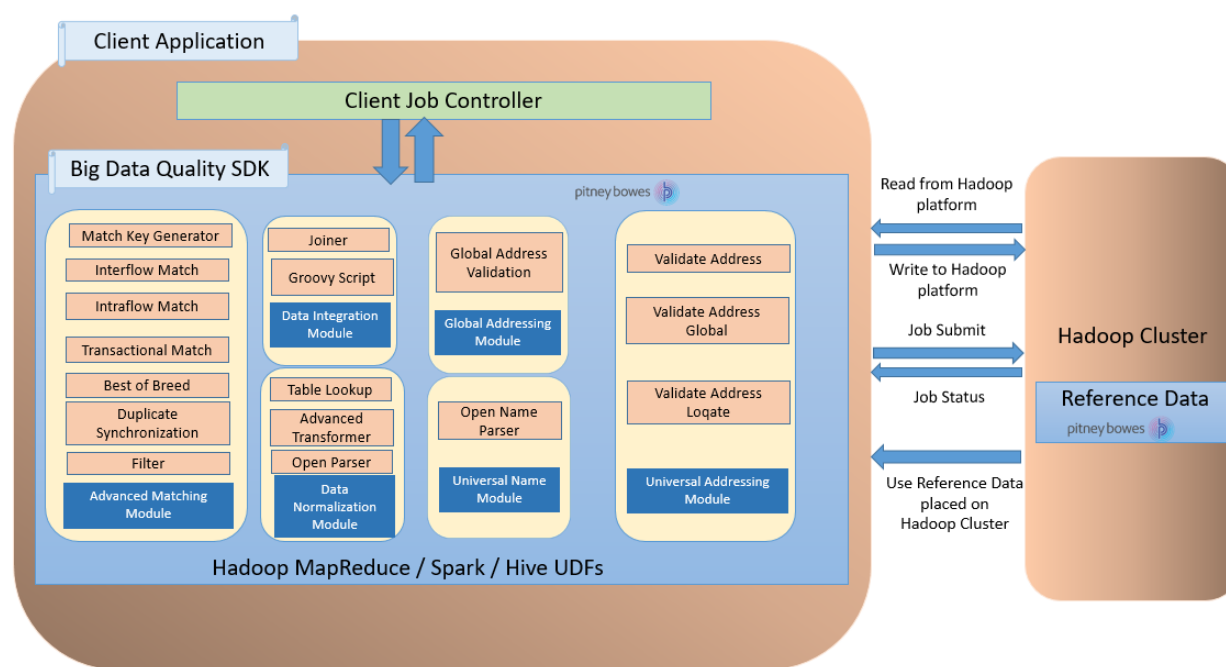 Client Application
Client Job Controller
Big Data Quality SDK
pitney bowes
Match Key Generator
Interflow Match
Intraflow Match
Transactional Match
Best of Breed
Duplicate
Synchronization
Filter
Advanced Matching
Module
Joiner
Groovy Script
Data Integration
Module
Table Lookup
Advanced
Transformer
Open Parser
Data
Normalization
Module
Global Address
Validation
Global Addressing
Module
Open Name
Parser
Universal Name
Module
Validate Address
Validate Address
Global
Validate Address
Loqate
Universal Addressing
Module
Hadoop MapReduce / Spark / Hive UDFs
Read from Hadoop
platform
Write to Hadoop
platform
Job Submit
Job Status
Use Reference Data
placed on
Hadoop Cluster
Hadoop Cluster
Reference Data
pitney bowes